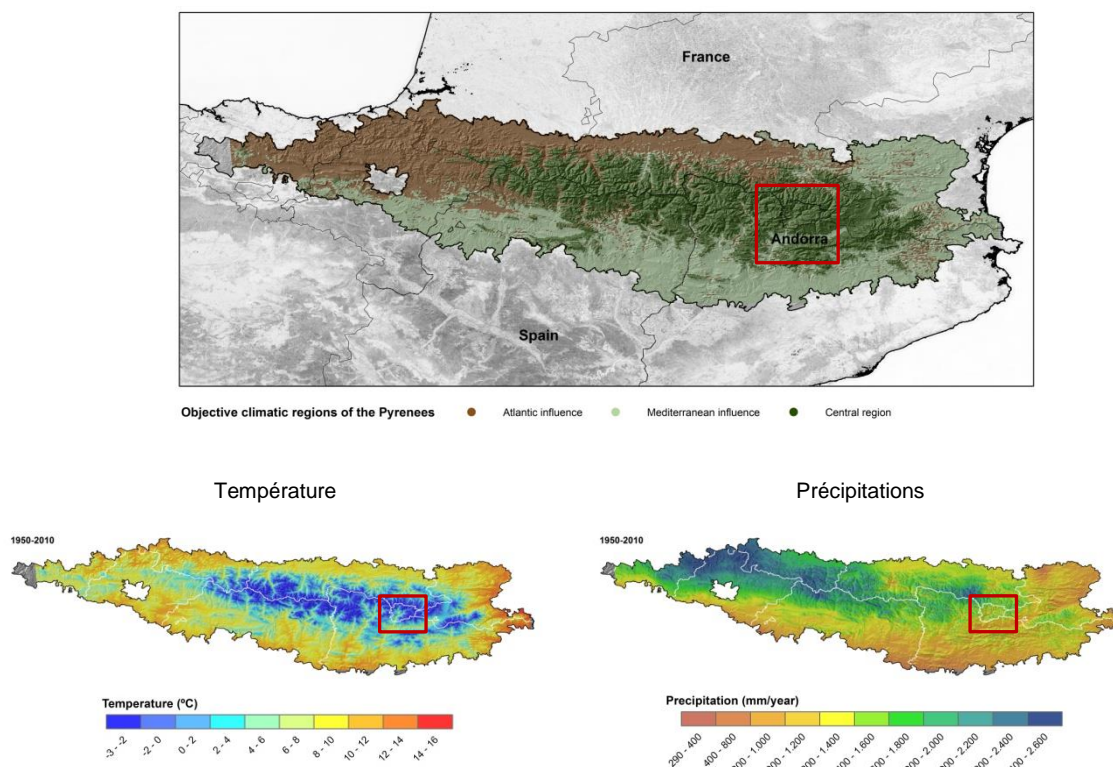 France
Andorra
Spain
Objective climatic regions of the Pyrenees Atlantic influence Mediterranean influence Central region
Température Précipitations
1950-2010 1950-2010
Temperature (ºC) Precipitation (mm/year)
-3 - -2 -2 - 0 0 - 2 2 - 4 4 - 6 6 - 8 8 - 10 10 - 12 12 - 14 14 - 16
290 - 400 400 - 800